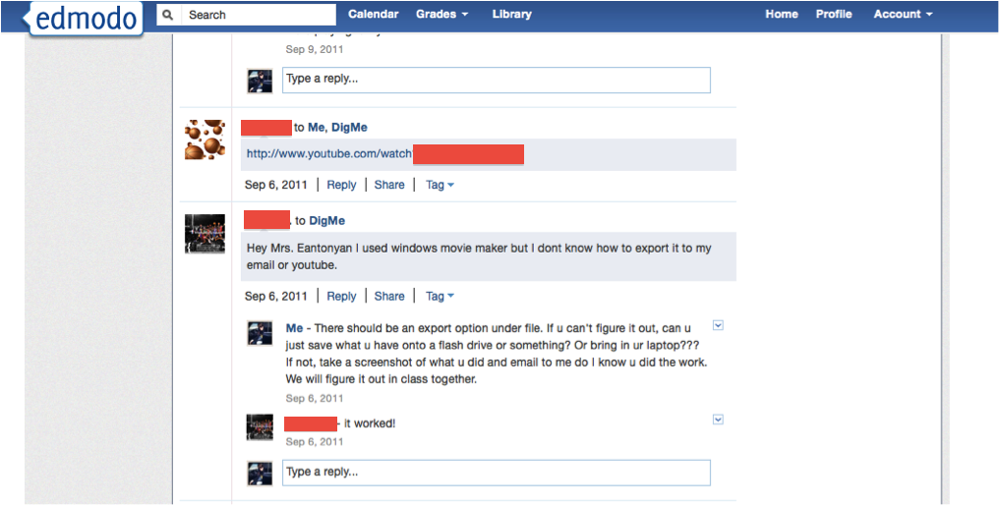 edmodo
Search
Calendar Grades Library
Home Profile Account
Sep 9, 2011
Type a reply...
to Me, DigMe
http://www.youtube.com/watch
Sep 6, 2011 | Reply | Share | Tag
, to DigMe
Hey Mrs. Eantonyan I used windows movie maker but I dont know how to export it to my
email or youtube.
Sep 6, 2011 | Reply | Share | Tag
Me - There should be an export option under file. If u can't figure it out, can u
just save what u have onto a flash drive or something? Or bring in ur laptop???
If not, take a screenshot of what u did and email to me do I know u did the work.
We will figure it out in class together.
Sep 6, 2011
- it worked!
Sep 6, 2011
Type a reply...